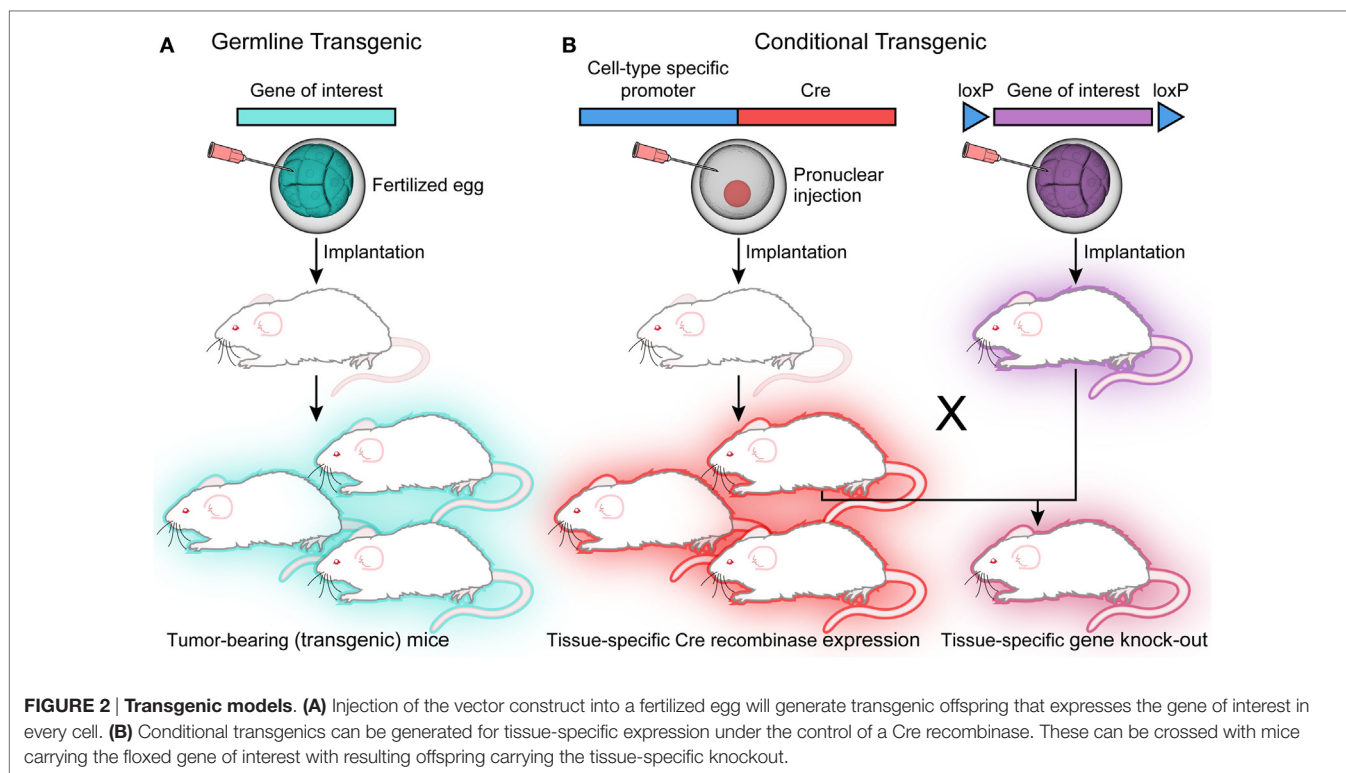 A Germline Transgenic
Gene of interest
Fertilized egg
Implantation
Tumor-bearing (transgenic) mice
B Conditional Transgenic
Cell-type specific
promoter
Cre
loxP
Gene of interest
loxP
Pronuclear
injection
Implantation
Implantation
X
Tissue-specific Cre recombinase expression
Tissue-specific gene knock-out
FIGURE 2 | Transgenic models. (A) Injection of the vector construct into a fertilized egg will generate transgenic offspring that expresses the gene of interest in
every cell. (B) Conditional transgenics can be generated for tissue-specific expression under the control of a Cre recombinase. These can be crossed with mice
carrying the floxed gene of interest with resulting offspring carrying the tissue-specific knockout.